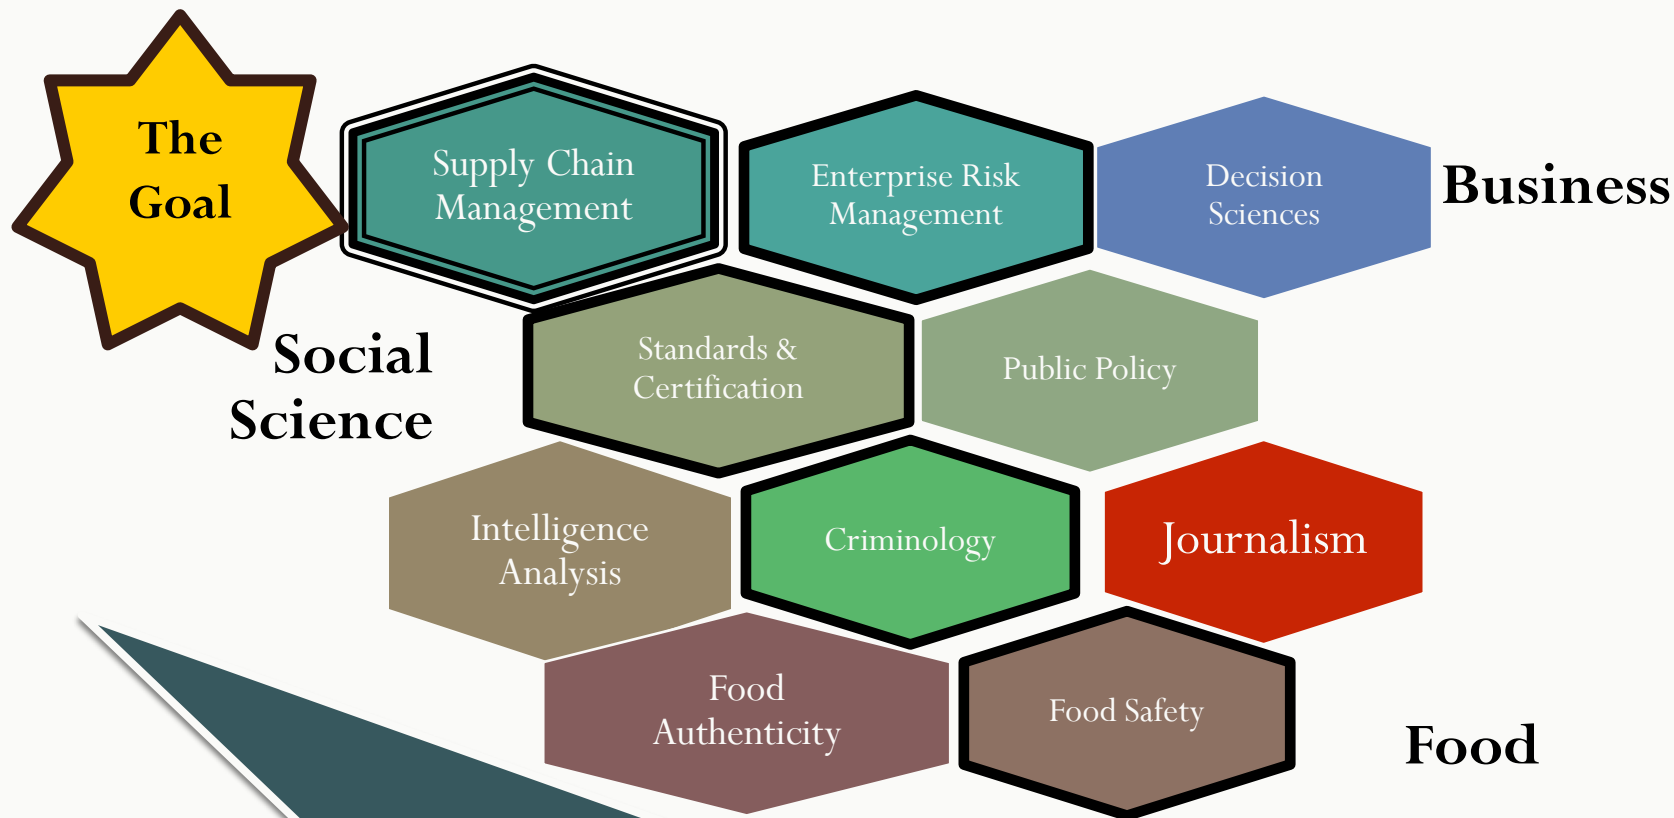 The
Goal
Supply Chain
Management
Enterprise Risk
Management
Decision
Sciences
Business
Social
Science
Standards &
Certification
Public Policy
Intelligence
Analysis
Criminology
Journalism
Food
Authenticity
Food Safety
Food